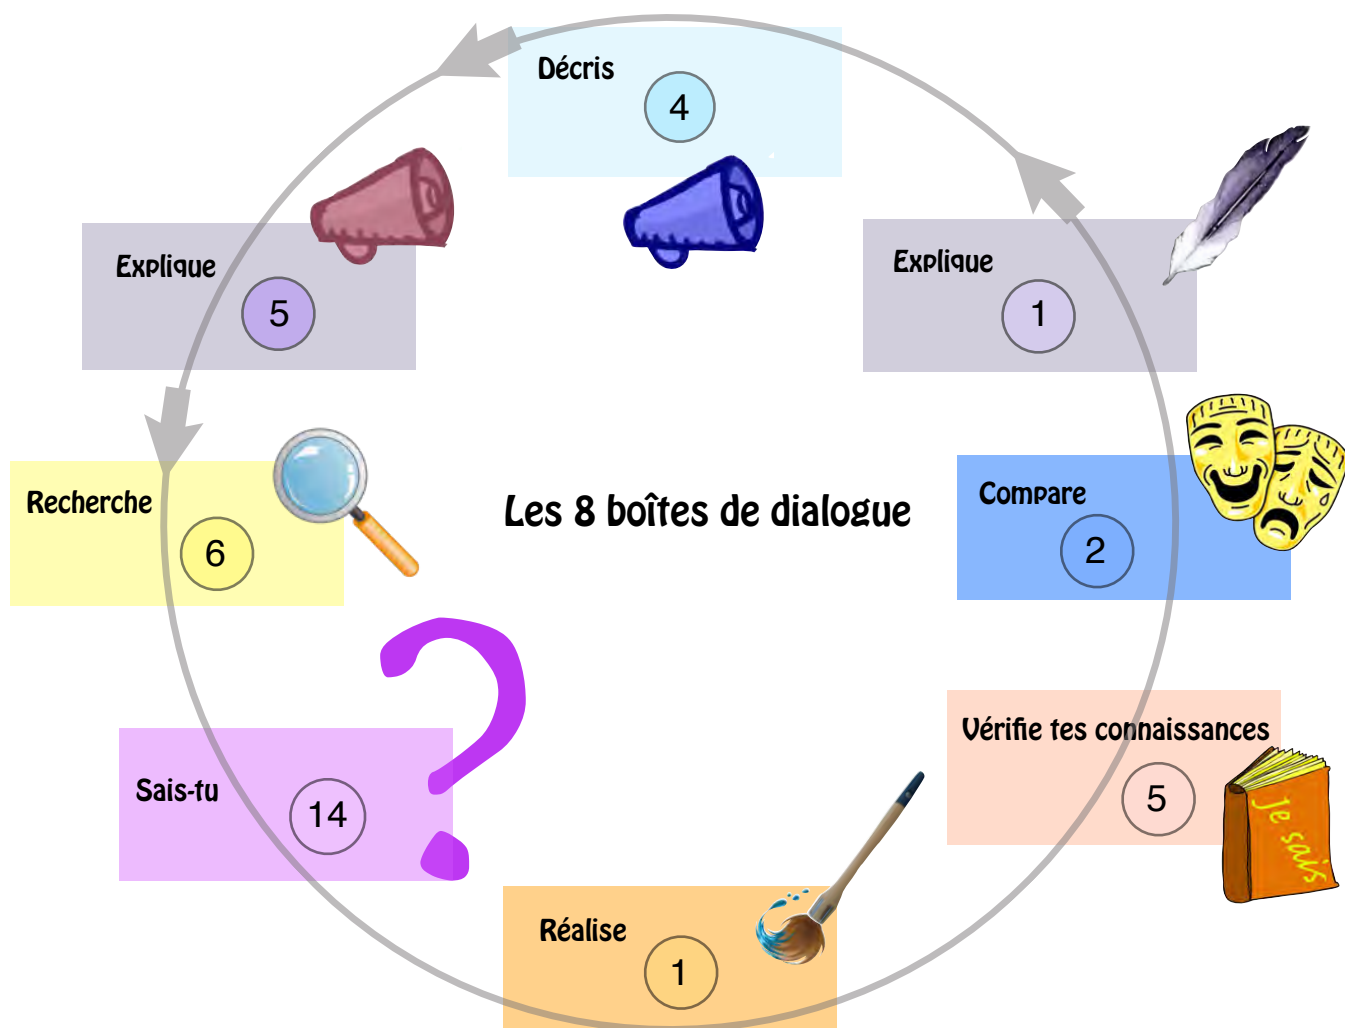 Décris
4
Explique
5
Explique
1
Recherche
6
Les 8 boîtes de dialogue
Compare
2
Vérifie tes connaissances
5
Je sais
Sais-tu
14
Réalise
1